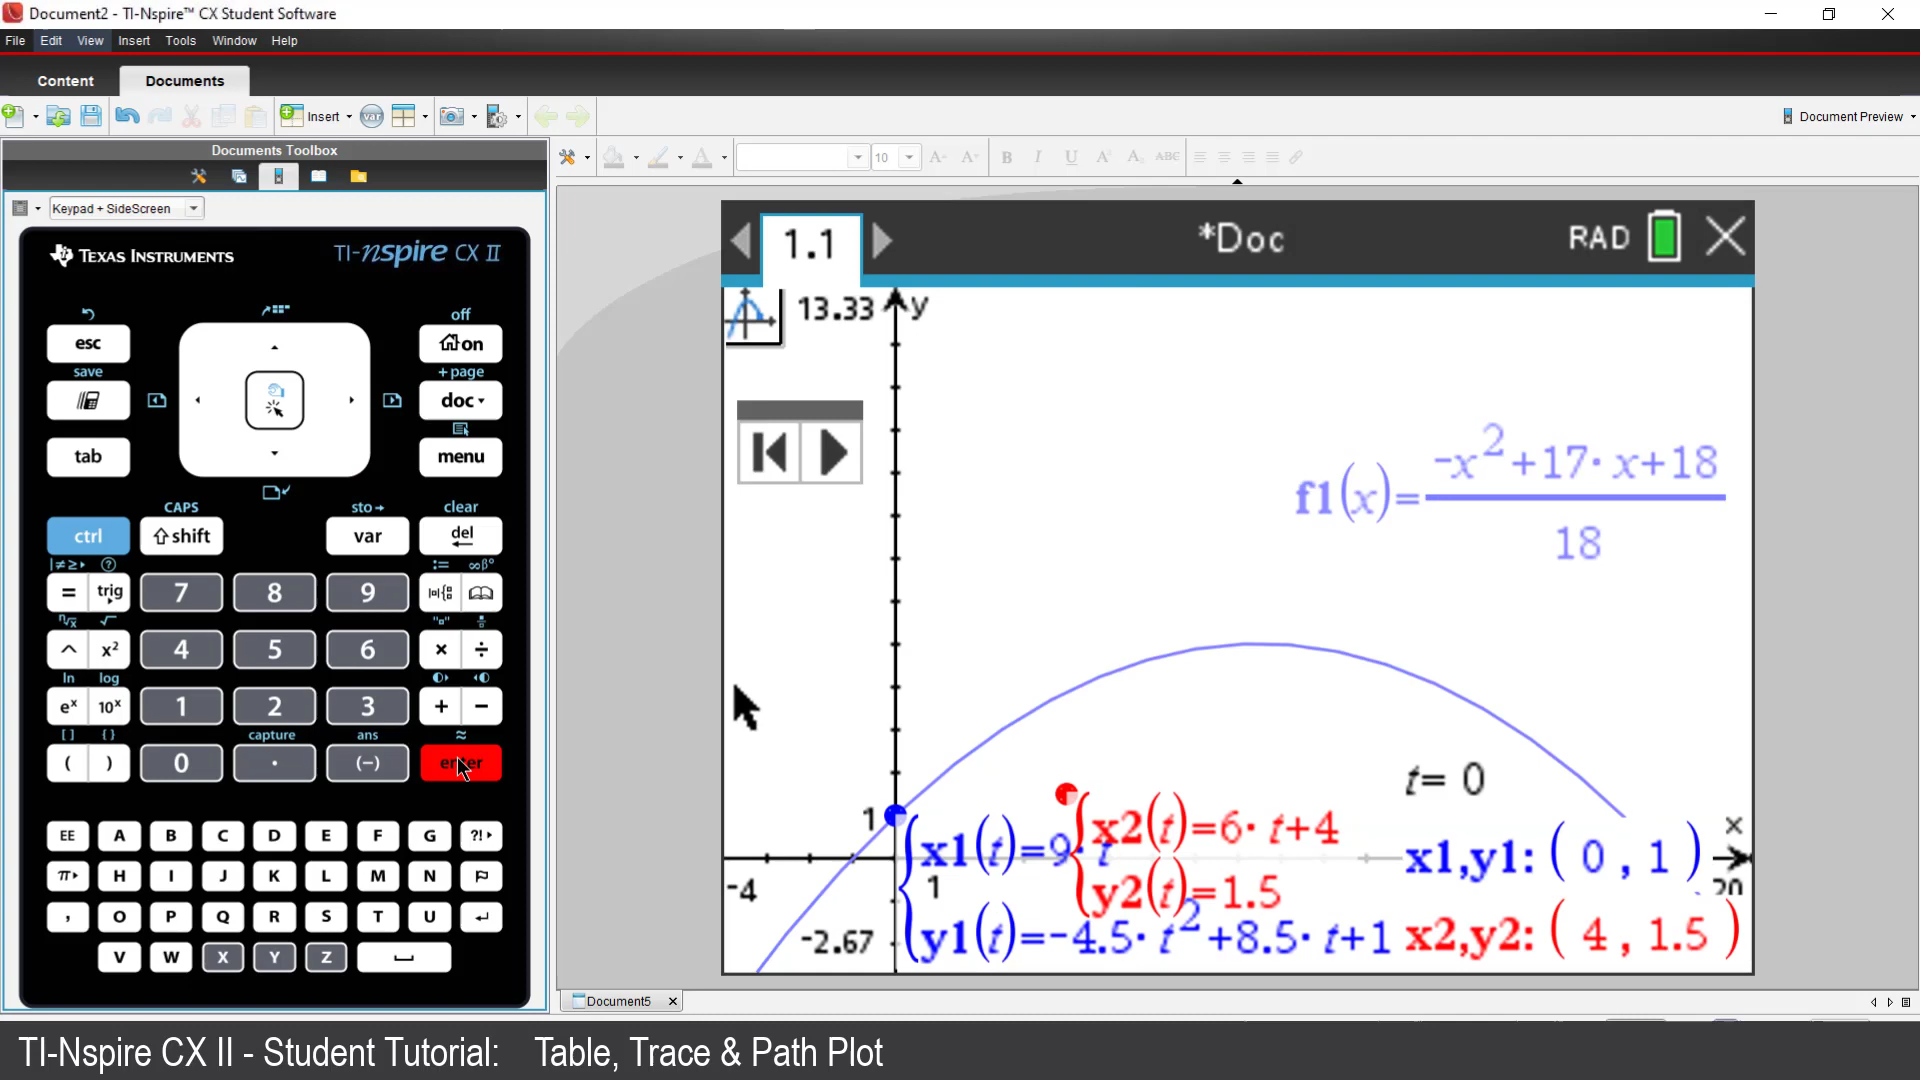 Document2 - TI-Nspire™ CX Student Software
File Edit View Insert Tools Window Help
Content Documents
Insert var Document Preview
Documents Toolbox
10 A A B I U A A ABC
Keypad + SideScreen
TEXAS INSTRUMENTS TI-nspire CX II
1.1 *Doc RAD
off
esc on
save + page
doc
tab menu
CAPS sto→ clear
ctrl shift var del
|≠≥▸ ? := ∞β°
= trig 7 8 9
ⁿ√x √
^ x² 4 5 6 × ÷
ln log
eˣ 10ˣ 1 2 3 + −
[ ] { } capture ans ≈
( ) 0 . (−) enter
EE A B C D E F G ?!▸
π▸ H I J K L M N
, O P Q R S T U ↵
V W X Y Z
13.33 y
f1(x)= -x²+17·x+18
18
t= 0
1
x1(t)=9·t
y1(t)=-4.5·t²+8.5·t+1
x2(t)=6·t+4
y2(t)=1.5
x1,y1: ( 0 , 1 )
x2,y2: ( 4 , 1.5 )
x
-4 1 20
-2.67
Document5
TI-Nspire CX II - Student Tutorial: Table, Trace & Path Plot